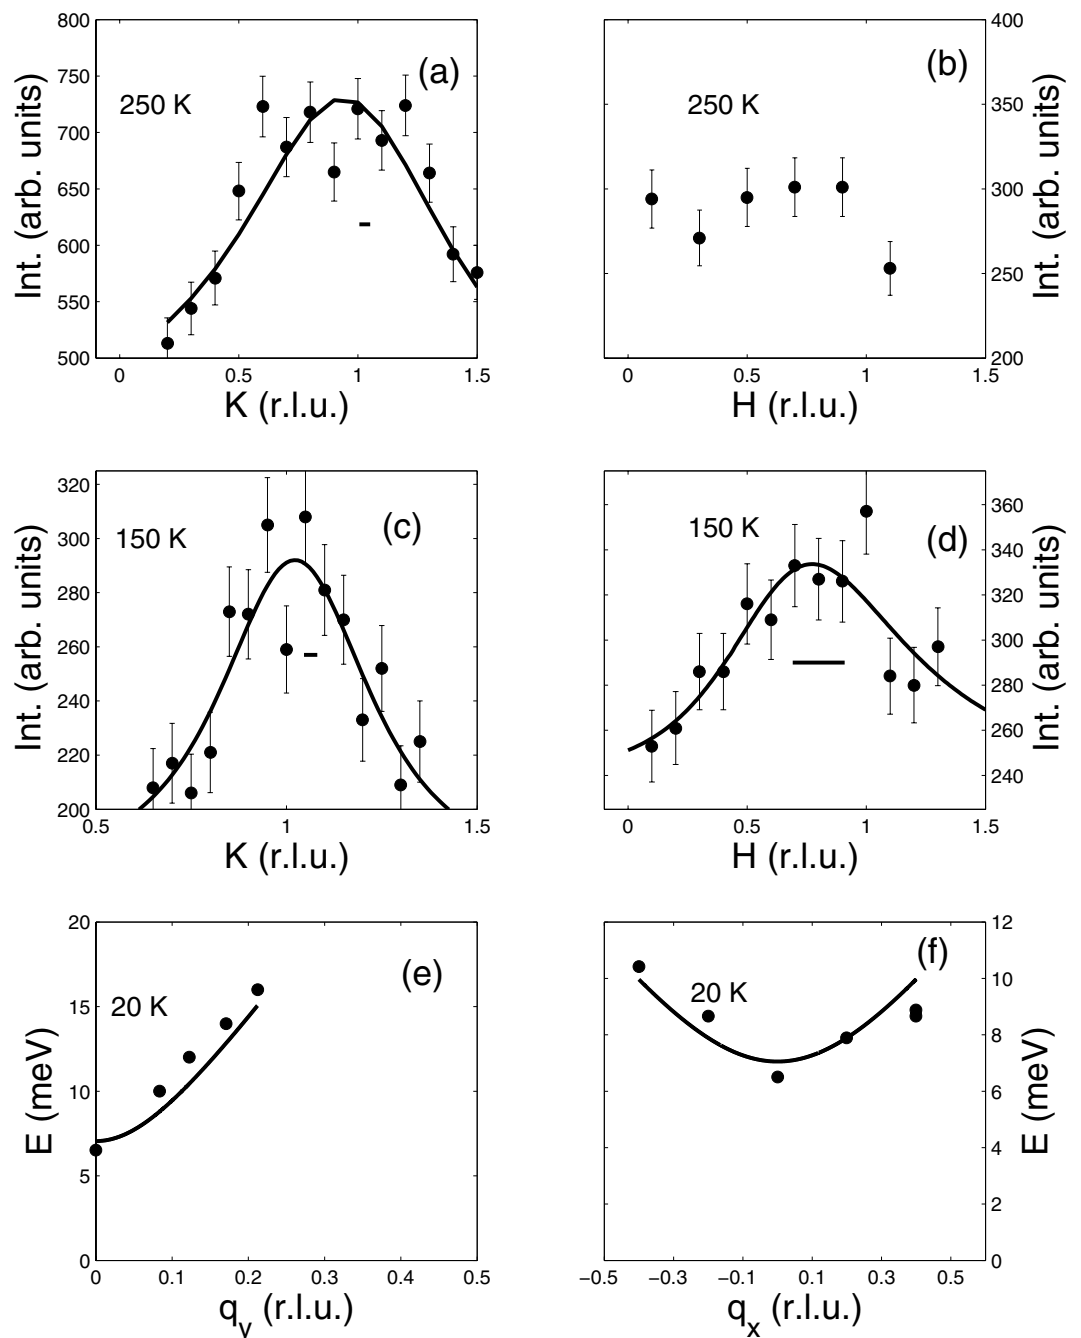 800
750
700
650
600
550
500
Int. (arb. units)
250 K
(a)
0 0.5 1 1.5
K (r.l.u.)
400
300
200
Int. (arb. units)
250 K
(b)
0 0.5 1 1.5
H (r.l.u.)
320
300
280
260
240
220
200
Int. (arb. units)
150 K
(c)
0.5 1 1.5
K (r.l.u.)
360
340
320
300
280
260
240
Int. (arb. units)
150 K
(d)
0 0.5 1 1.5
H (r.l.u.)
20
15
10
5
0
E (meV)
20 K
(e)
0 0.1 0.2 0.3 0.4 0.5
q_y (r.l.u.)
12
10
8
6
4
2
0
E (meV)
20 K
(f)
−0.5 −0.3 −0.1 0.1 0.3 0.5
q_x (r.l.u.)